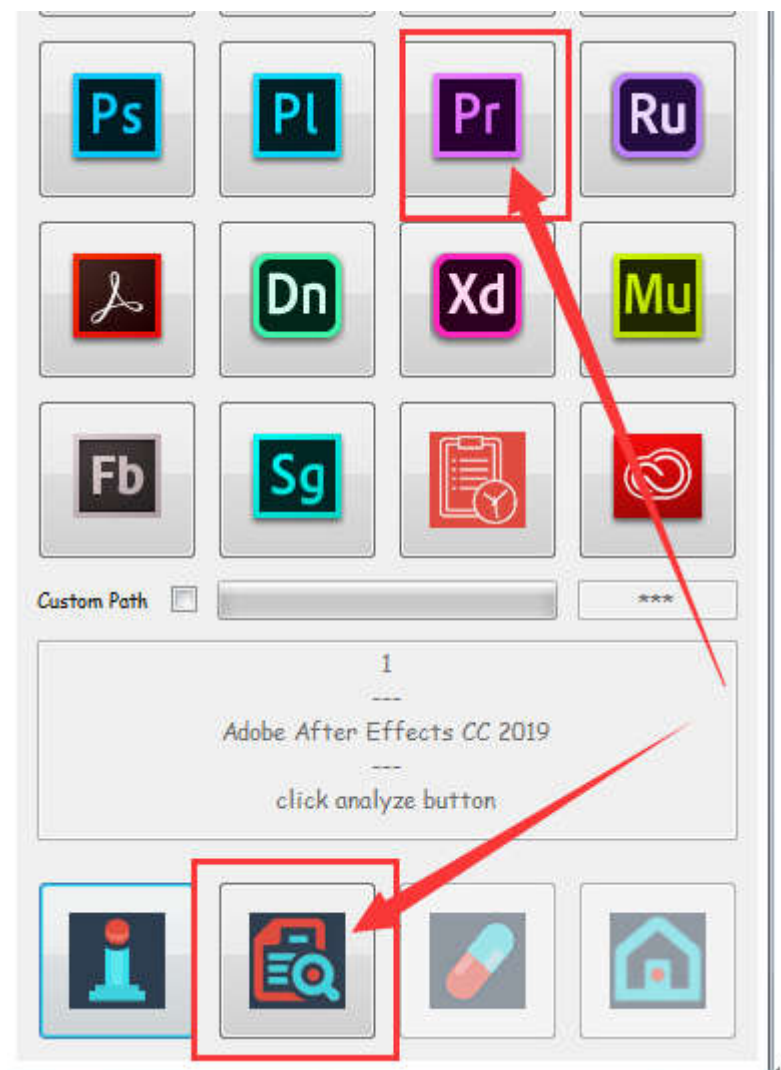 Ps Pl Pr Ru
Dn Xd Mu
Fb Sg
Custom Path ***
1
---
Adobe After Effects CC 2019
---
click analyze button